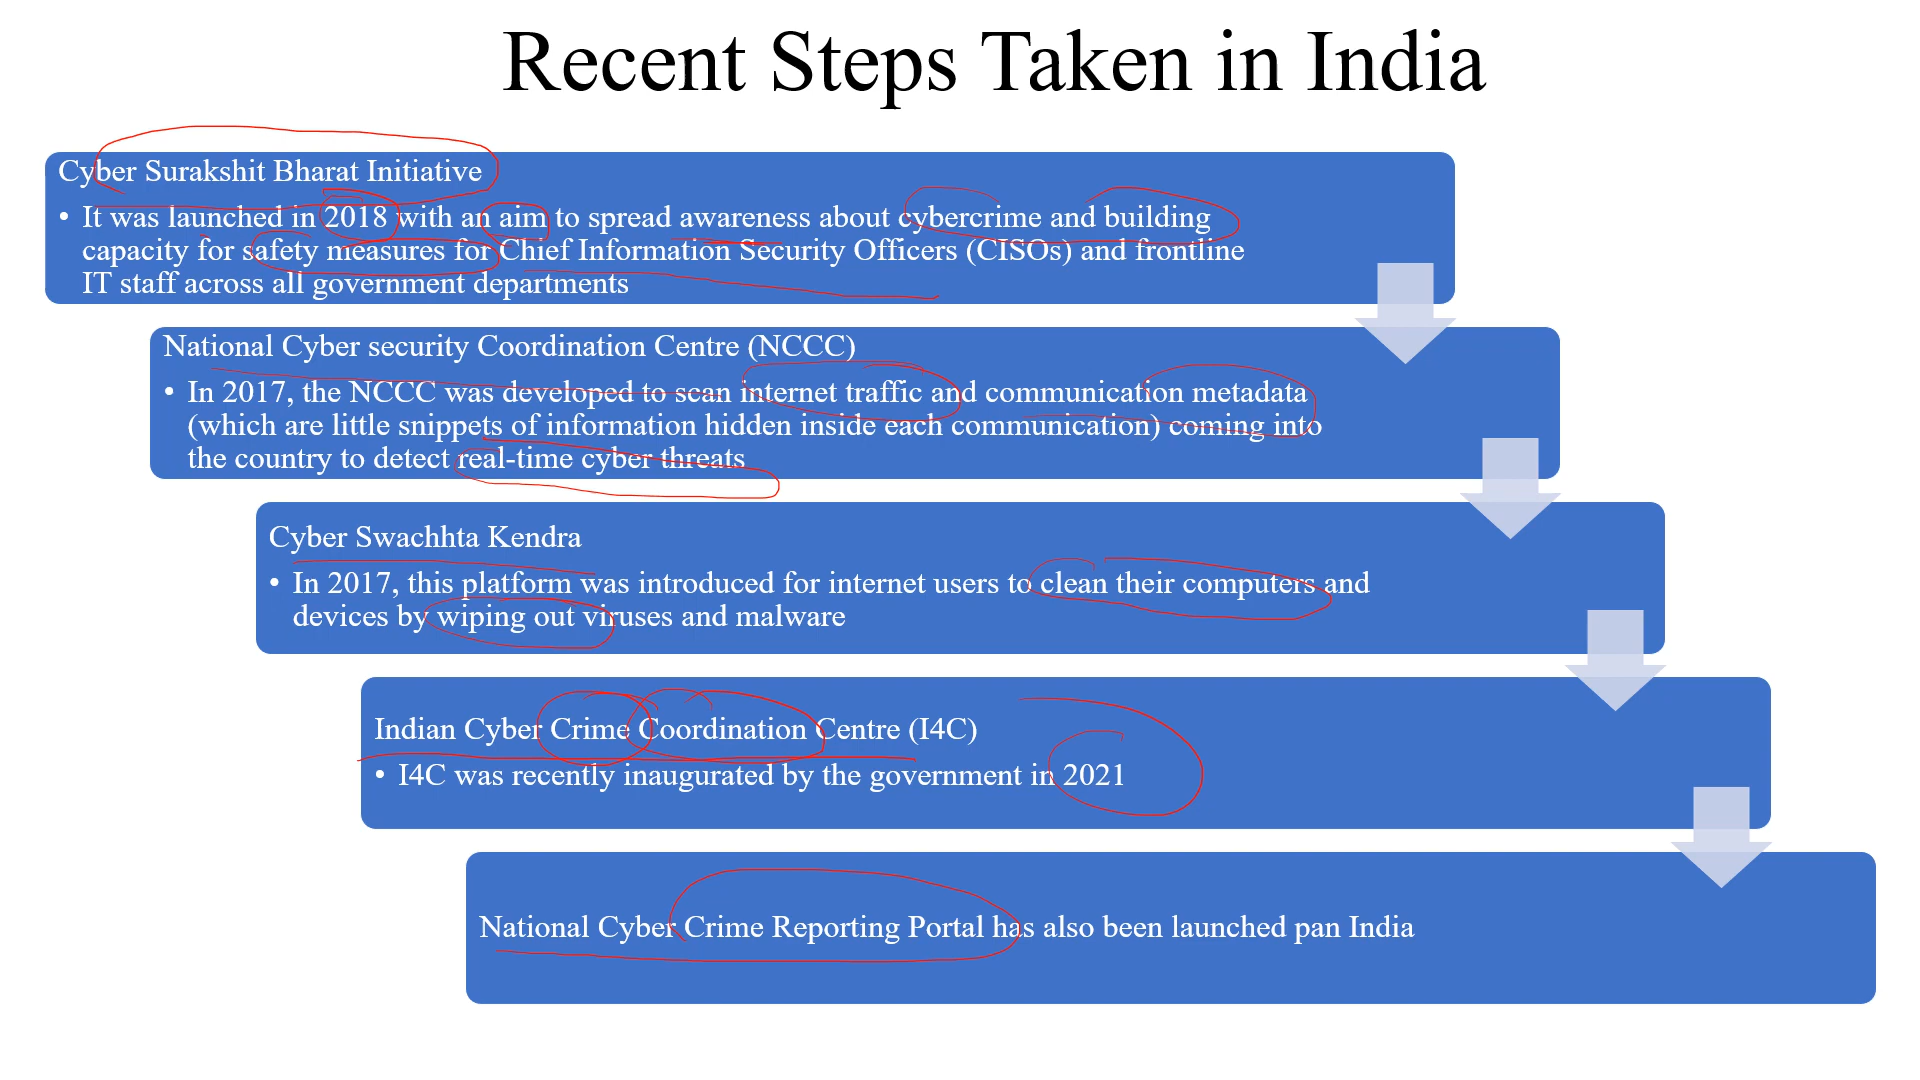 Recent Steps Taken in India
Cyber Surakshit Bharat Initiative
• It was launched in 2018 with an aim to spread awareness about cybercrime and building
capacity for safety measures for Chief Information Security Officers (CISOs) and frontline
IT staff across all government departments
National Cyber security Coordination Centre (NCCC)
• In 2017, the NCCC was developed to scan internet traffic and communication metadata
(which are little snippets of information hidden inside each communication) coming into
the country to detect real-time cyber threats
Cyber Swachhta Kendra
• In 2017, this platform was introduced for internet users to clean their computers and
devices by wiping out viruses and malware
Indian Cyber Crime Coordination Centre (I4C)
• I4C was recently inaugurated by the government in 2021
National Cyber Crime Reporting Portal has also been launched pan India